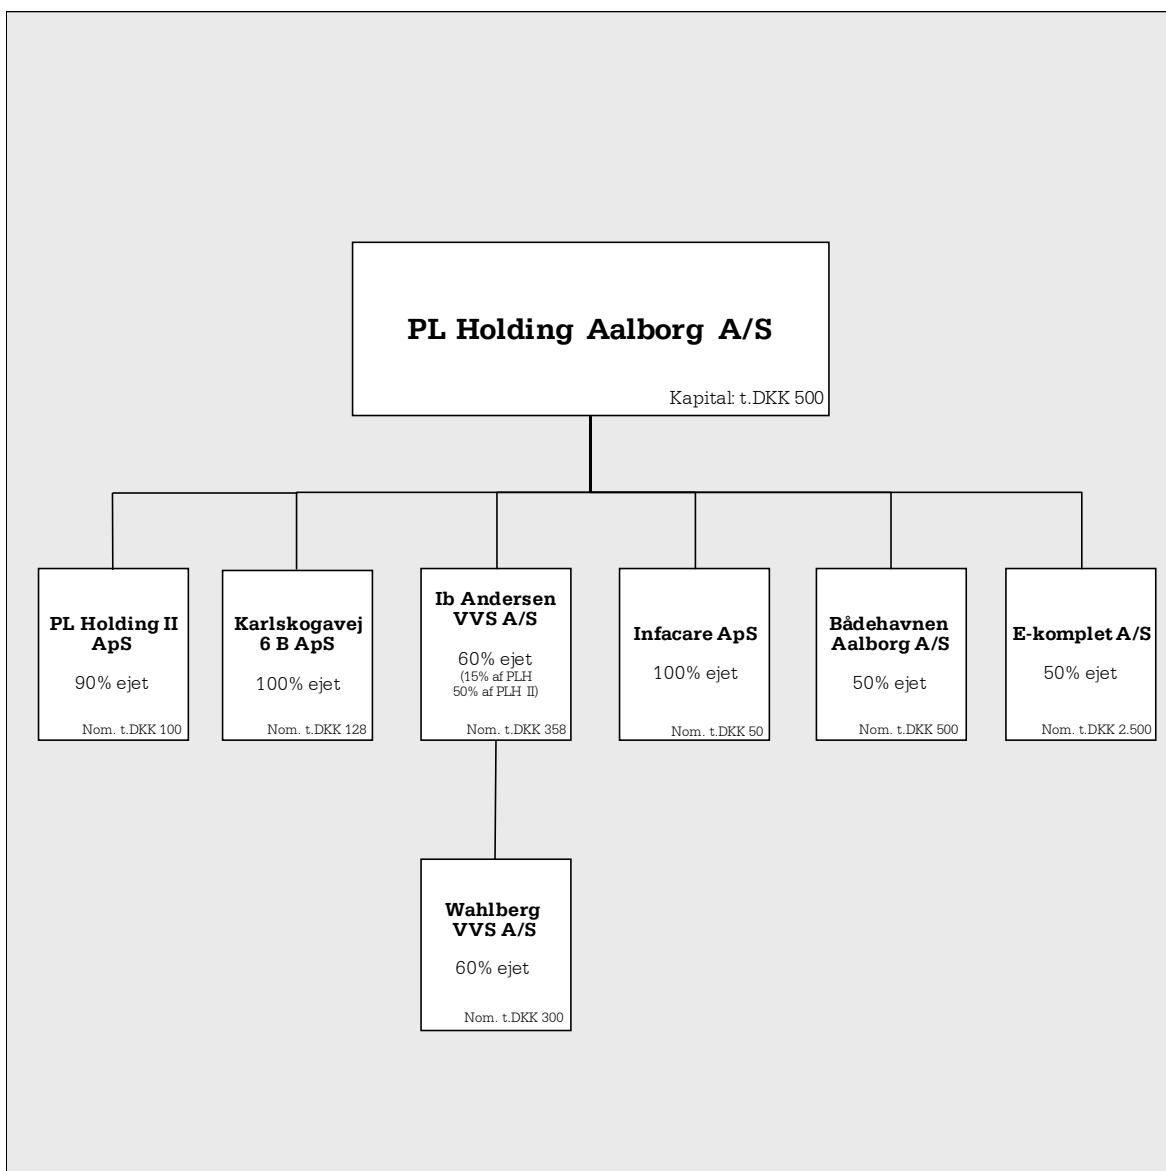 PL Holding Aalborg A/S
Kapital: t.DKK 500
PL Holding II
ApS
90% ejet
Nom. t.DKK 100
Karlskogavej
6 B ApS
100% ejet
Nom. t.DKK 128
Ib Andersen
VVS A/S
60% ejet
(15% af PLH
50% af PLH II)
Nom. t.DKK 358
Infacare ApS
100% ejet
Nom. t.DKK 50
Bådehavnen
Aalborg A/S
50% ejet
Nom. t.DKK 500
E-komplet A/S
50% ejet
Nom. t.DKK 2.500
Wahlberg
VVS A/S
60% ejet
Nom. t.DKK 300